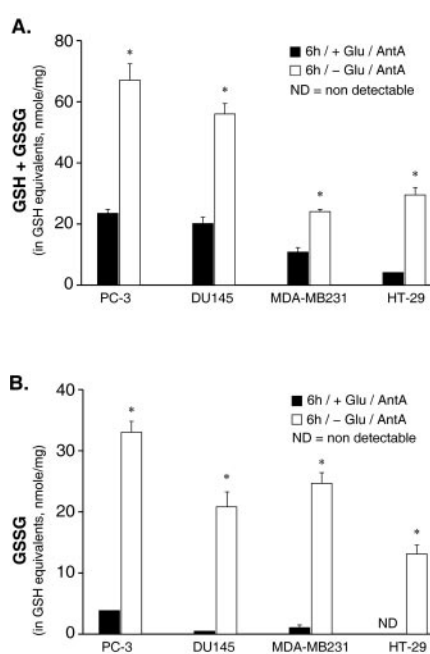 A.
80
60
40
20
0
GSH + GSSG
(in GSH equivalents, nmole/mg)
6h / + Glu / AntA
6h / – Glu / AntA
ND = non detectable
*
*
*
*
PC-3 DU145 MDA-MB231 HT-29
B.
40
30
20
10
0
GSSG
(in GSH equivalents, nmole/mg)
6h / + Glu / AntA
6h / – Glu / AntA
ND = non detectable
*
*
*
*
ND
PC-3 DU145 MDA-MB231 HT-29